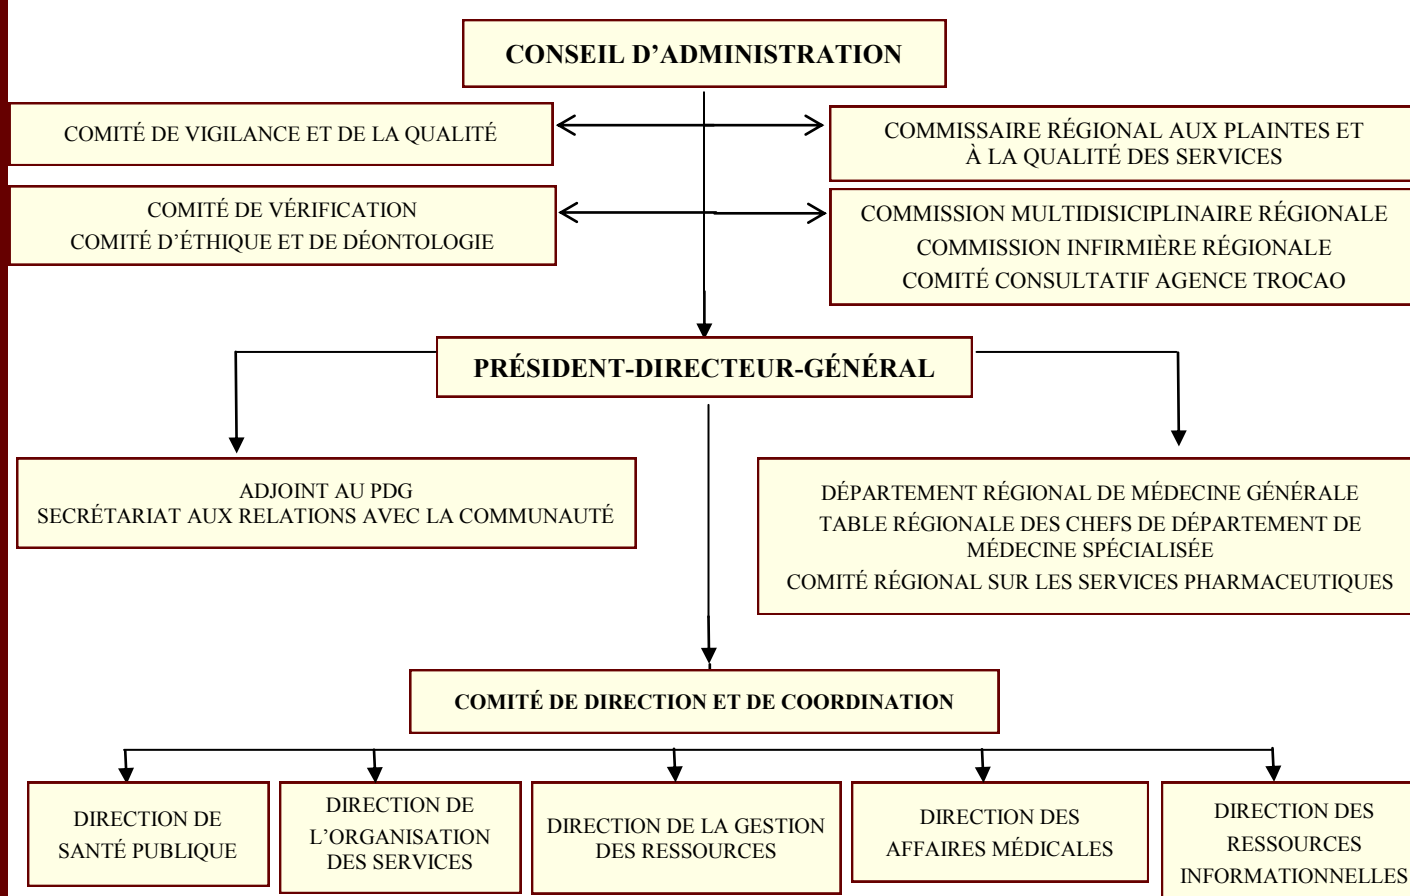 CONSEIL D’ADMINISTRATION
COMITÉ DE VIGILANCE ET DE LA QUALITÉ
COMMISSAIRE RÉGIONAL AUX PLAINTES ET
À LA QUALITÉ DES SERVICES
COMITÉ DE VÉRIFICATION
COMITÉ D’ÉTHIQUE ET DE DÉONTOLOGIE
COMMISSION MULTIDISICIPLINAIRE RÉGIONALE
COMMISSION INFIRMIÈRE RÉGIONALE
COMITÉ CONSULTATIF AGENCE TROCAO
PRÉSIDENT-DIRECTEUR-GÉNÉRAL
ADJOINT AU PDG
SECRÉTARIAT AUX RELATIONS AVEC LA COMMUNAUTÉ
DÉPARTEMENT RÉGIONAL DE MÉDECINE GÉNÉRALE
TABLE RÉGIONALE DES CHEFS DE DÉPARTEMENT DE
MÉDECINE SPÉCIALISÉE
COMITÉ RÉGIONAL SUR LES SERVICES PHARMACEUTIQUES
COMITÉ DE DIRECTION ET DE COORDINATION
DIRECTION DE
SANTÉ PUBLIQUE
DIRECTION DE
L’ORGANISATION
DES SERVICES
DIRECTION DE LA GESTION
DES RESSOURCES
DIRECTION DES
AFFAIRES MÉDICALES
DIRECTION DES
RESSOURCES
INFORMATIONNELLES